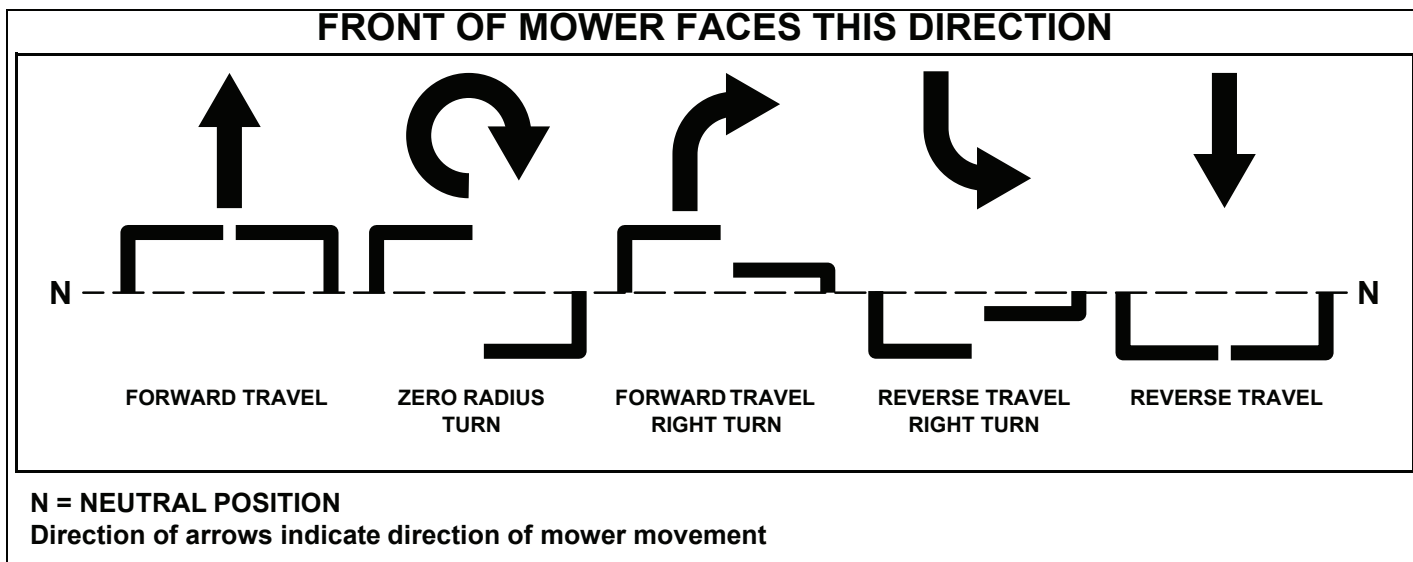 FRONT OF MOWER FACES THIS DIRECTION
N N
FORWARD TRAVEL
ZERO RADIUS
TURN
FORWARD TRAVEL
RIGHT TURN
REVERSE TRAVEL
RIGHT TURN
REVERSE TRAVEL
N = NEUTRAL POSITION
Direction of arrows indicate direction of mower movement